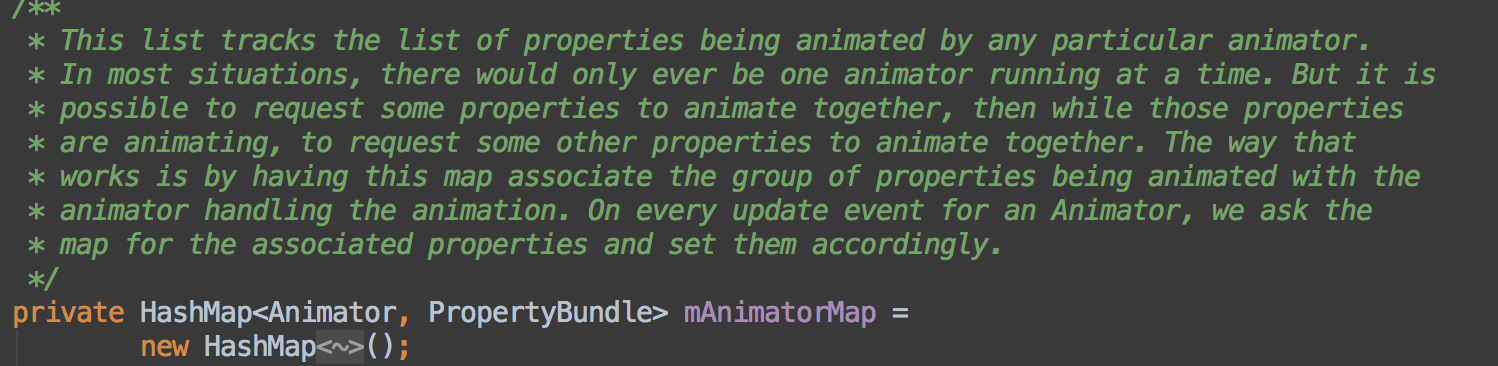 /**
* This list tracks the list of properties being animated by any particular animator.
* In most situations, there would only ever be one animator running at a time. But it is
* possible to request some properties to animate together, then while those properties
* are animating, to request some other properties to animate together. The way that
* works is by having this map associate the group of properties being animated with the
* animator handling the animation. On every update event for an Animator, we ask the
* map for the associated properties and set them accordingly.
*/
private HashMap<Animator, PropertyBundle> mAnimatorMap =
new HashMap<~>();